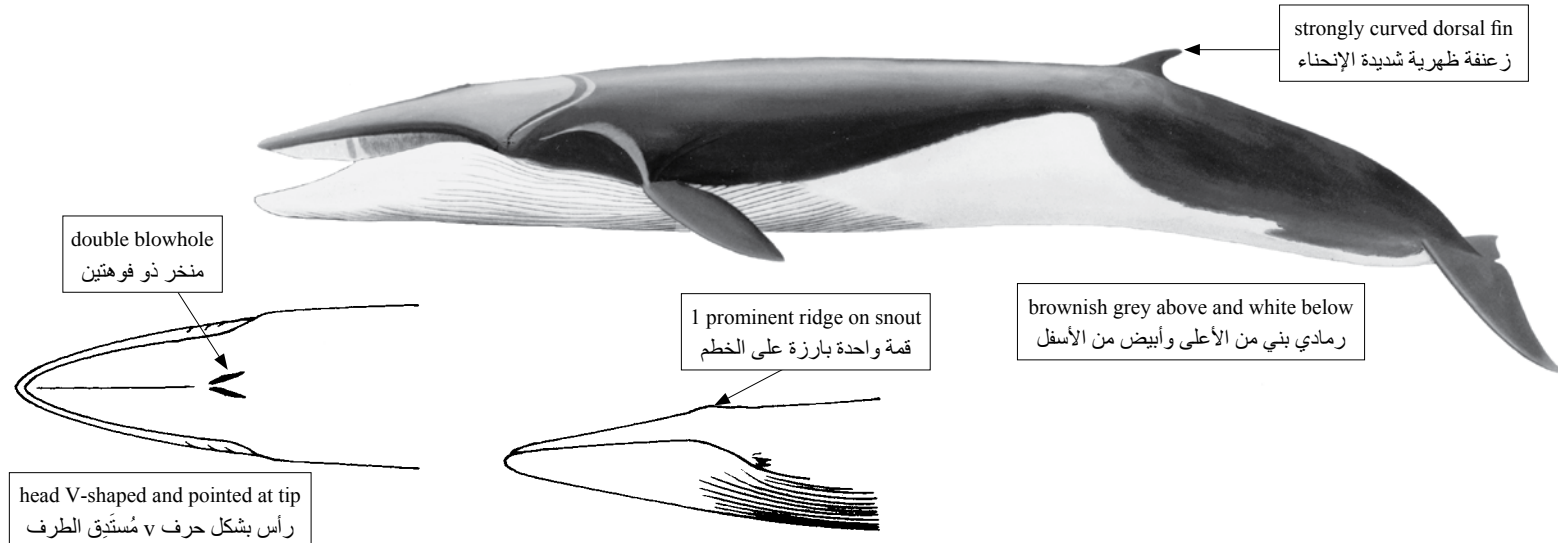 strongly curved dorsal fin
زعنفة ظهرية شديدة الإنحناء
double blowhole
منخر ذو فوهتين
1 prominent ridge on snout
قمة واحدة بارزة على الخطم
brownish grey above and white below
رمادي بني من الأعلى وأبيض من الأسفل
head V-shaped and pointed at tip
رأس بشكل حرف v مُستَدِق الطرف